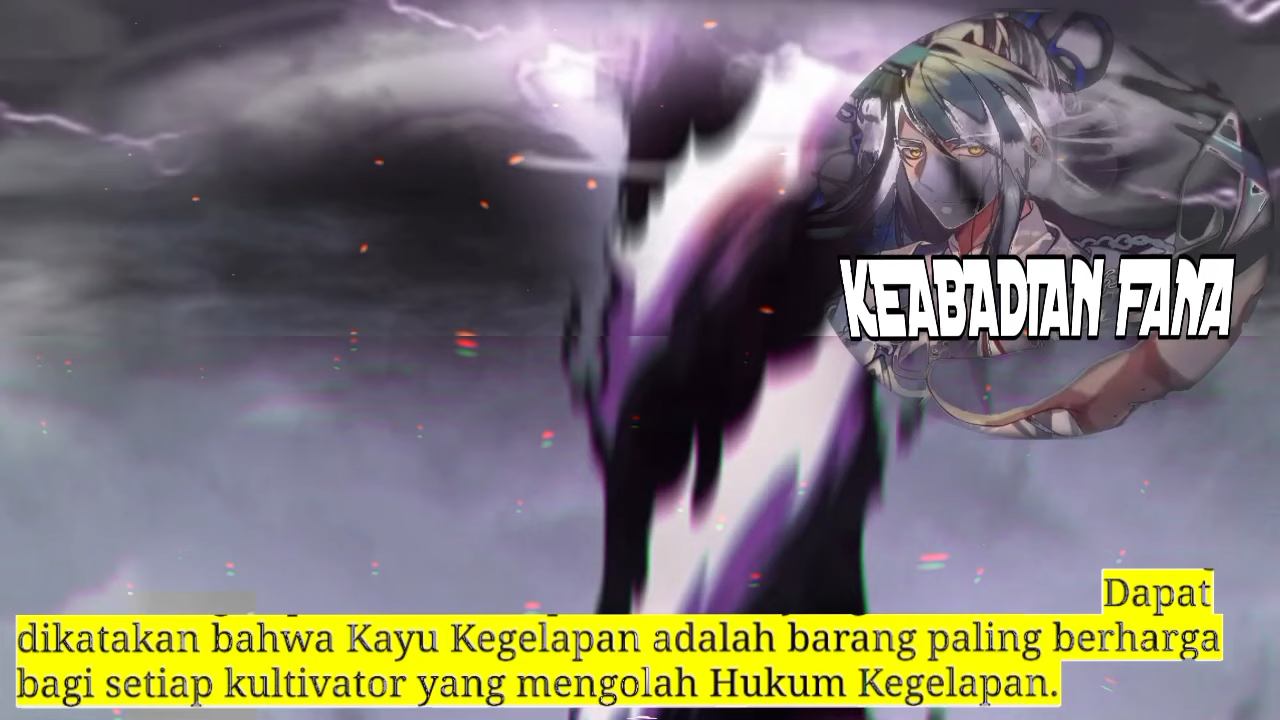 KEABADIAN FANA
Dapat
dikatakan bahwa Kayu Kegelapan adalah barang paling berharga
bagi setiap kultivator yang mengolah Hukum Kegelapan.